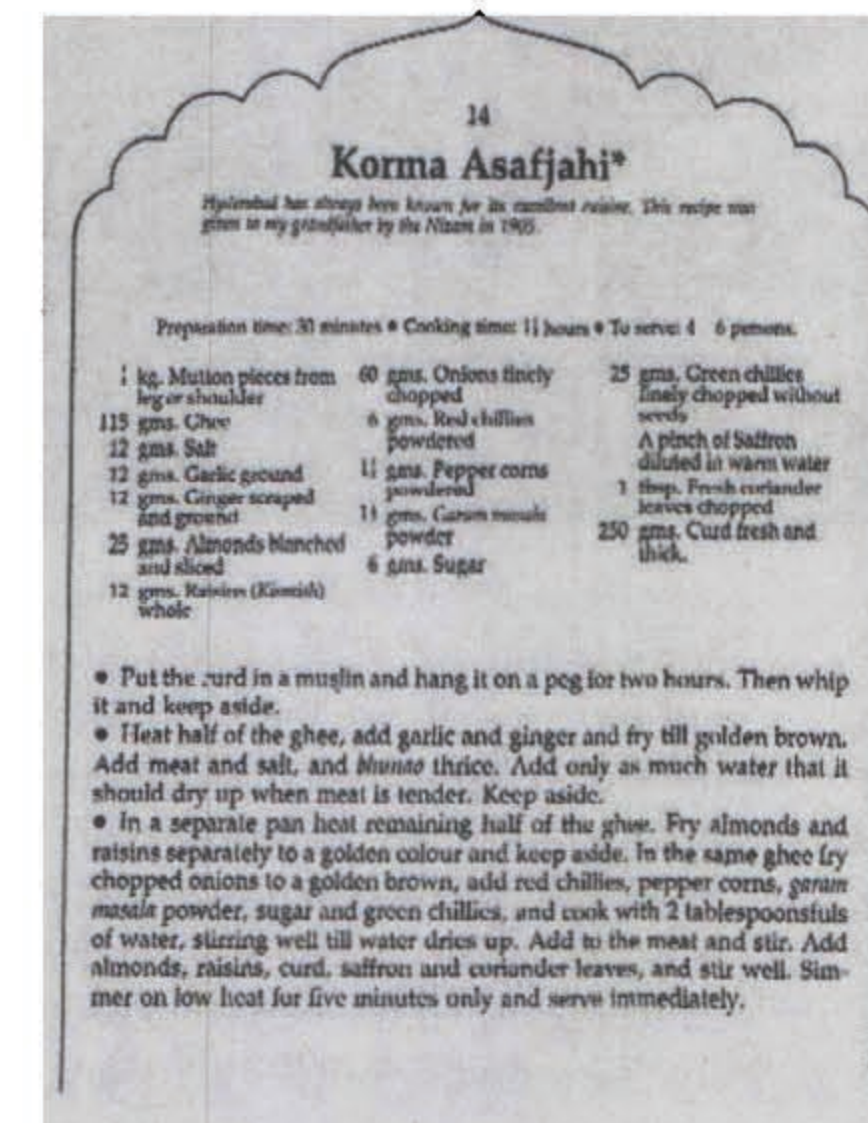 14
Korma Asafjahi*
Hyderabad has always been known for its excellent cuisine. This recipe was
given to my grandfather by the Nizam in 1905.
Preparation time: 30 minutes • Cooking time: hours • To serve: 4 6 persons.
kg. Mutton pieces from
leg or shoulder
115 gms. Ghee
12 gms. Salt
12 gms. Garlic ground
12 gms. Ginger scraped
and ground
25 gms. Almonds blanched
and sliced
12 gms. Raisins (Kishmish)
whole
60 gms. Onions finely
chopped
6 gms. Red chillies
powdered
gms. Pepper corns
powdered
gms. Garam masala
powder
6 gms. Sugar
25 gms. Green chillies
finely chopped without
seeds
A pinch of Saffron
diluted in warm water
1 tbsp. Fresh coriander
leaves chopped
250 gms. Curd fresh and
thick.
• Put the curd in a muslin and hang it on a peg for two hours. Then whip
it and keep aside.
• Heat half of the ghee, add garlic and ginger and fry till golden brown.
Add meat and salt, and bhunao thrice. Add only as much water that it
should dry up when meat is tender. Keep aside.
• In a separate pan heat remaining half of the ghee. Fry almonds and
raisins separately to a golden colour and keep aside. In the same ghee fry
chopped onions to a golden brown, add red chillies, pepper corns, garam
masala powder, sugar and green chillies, and cook with 2 tablespoonsfuls
of water, stirring well till water dries up. Add to the meat and stir. Add
almonds, raisins, curd, saffron and coriander leaves, and stir well. Sim-
mer on low heat for five minutes only and serve immediately.